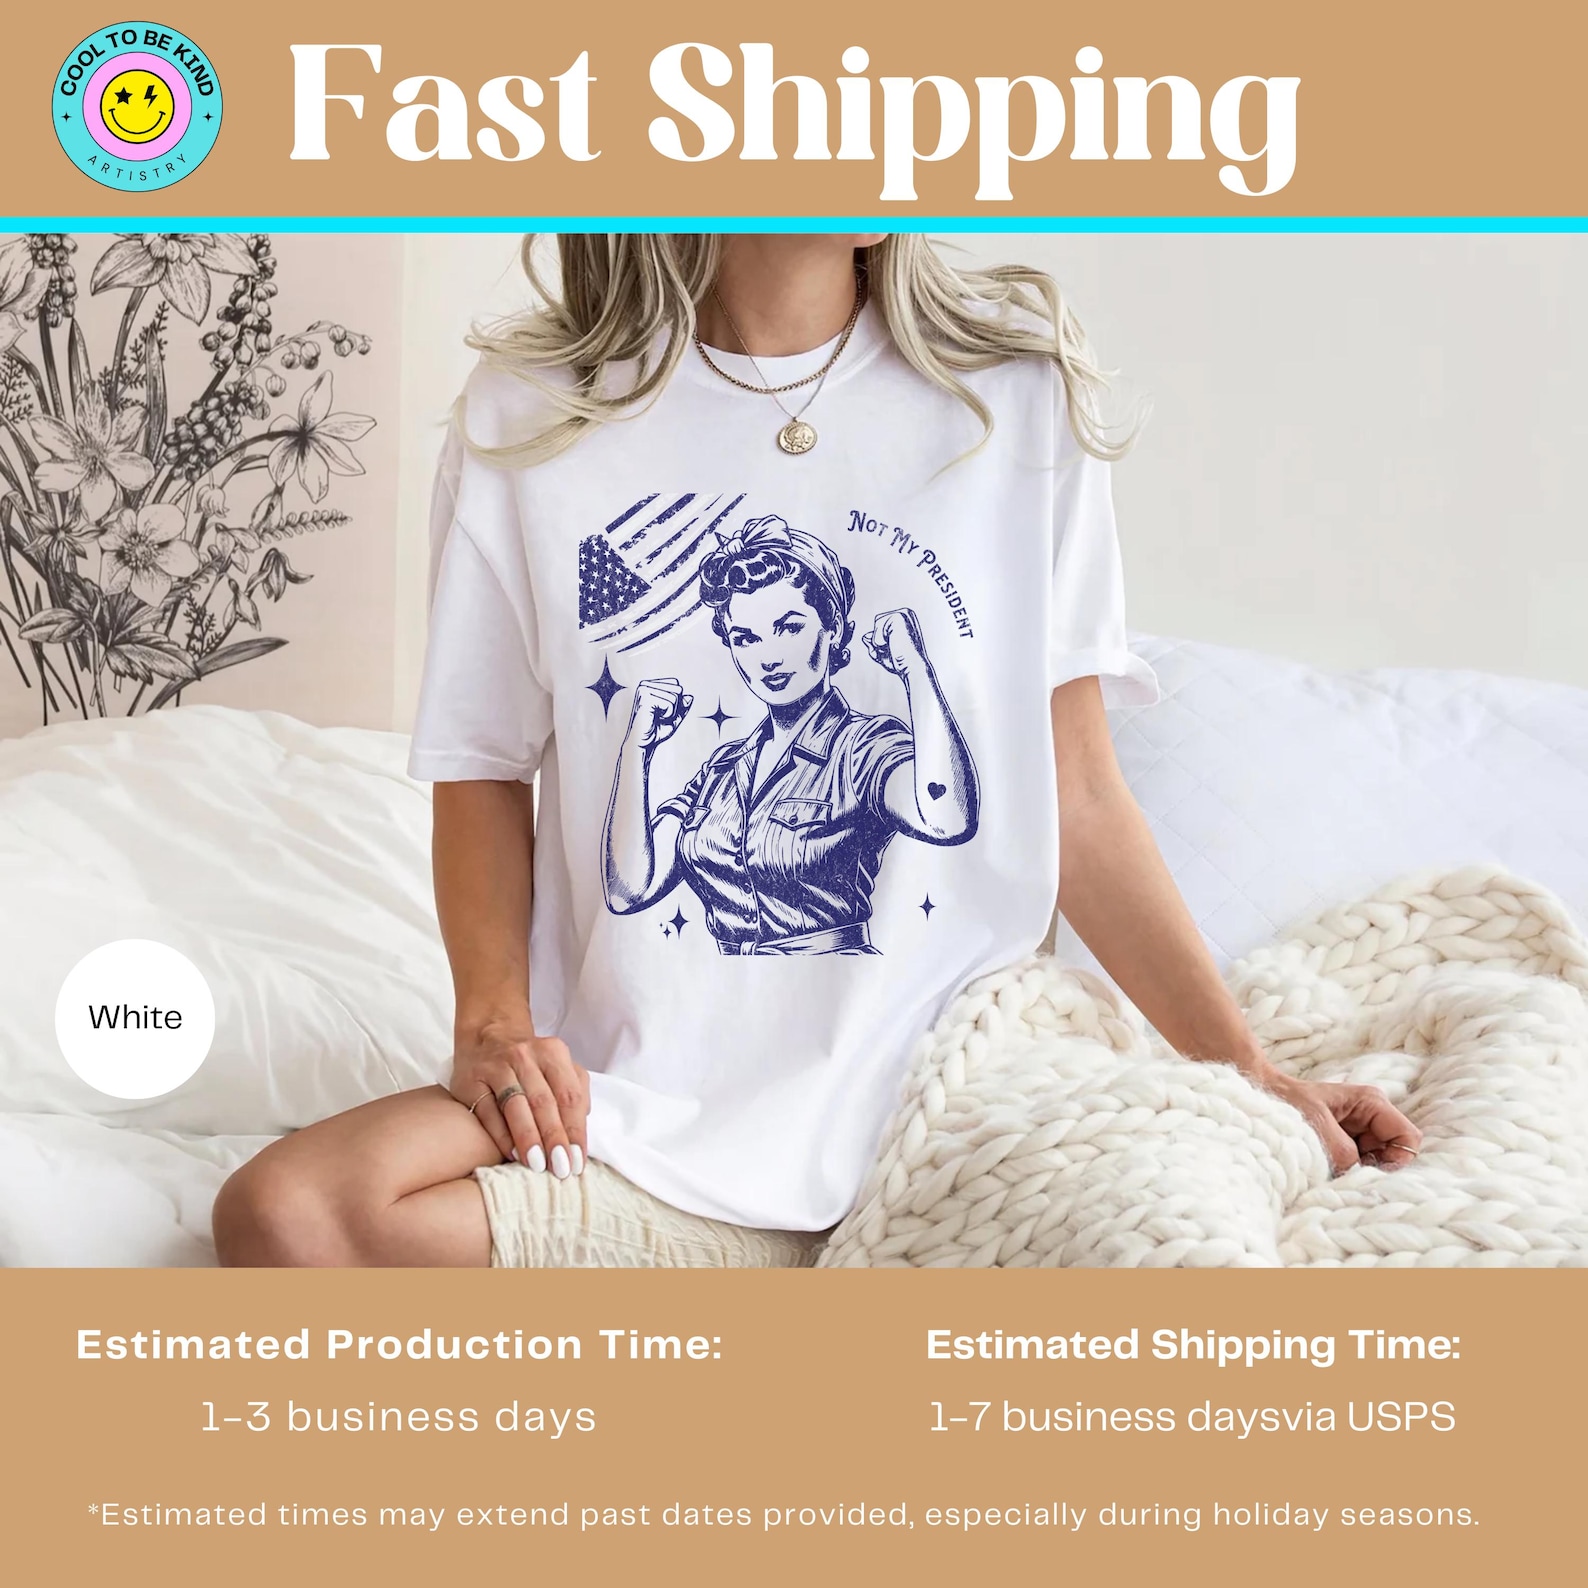 COOL TO BE KIND
ARTISTRY
Fast Shipping
Not My President
White
Estimated Production Time:
1-3 business days
Estimated Shipping Time:
1-7 business daysvia USPS
*Estimated times may extend past dates provided, especially during holiday seasons.